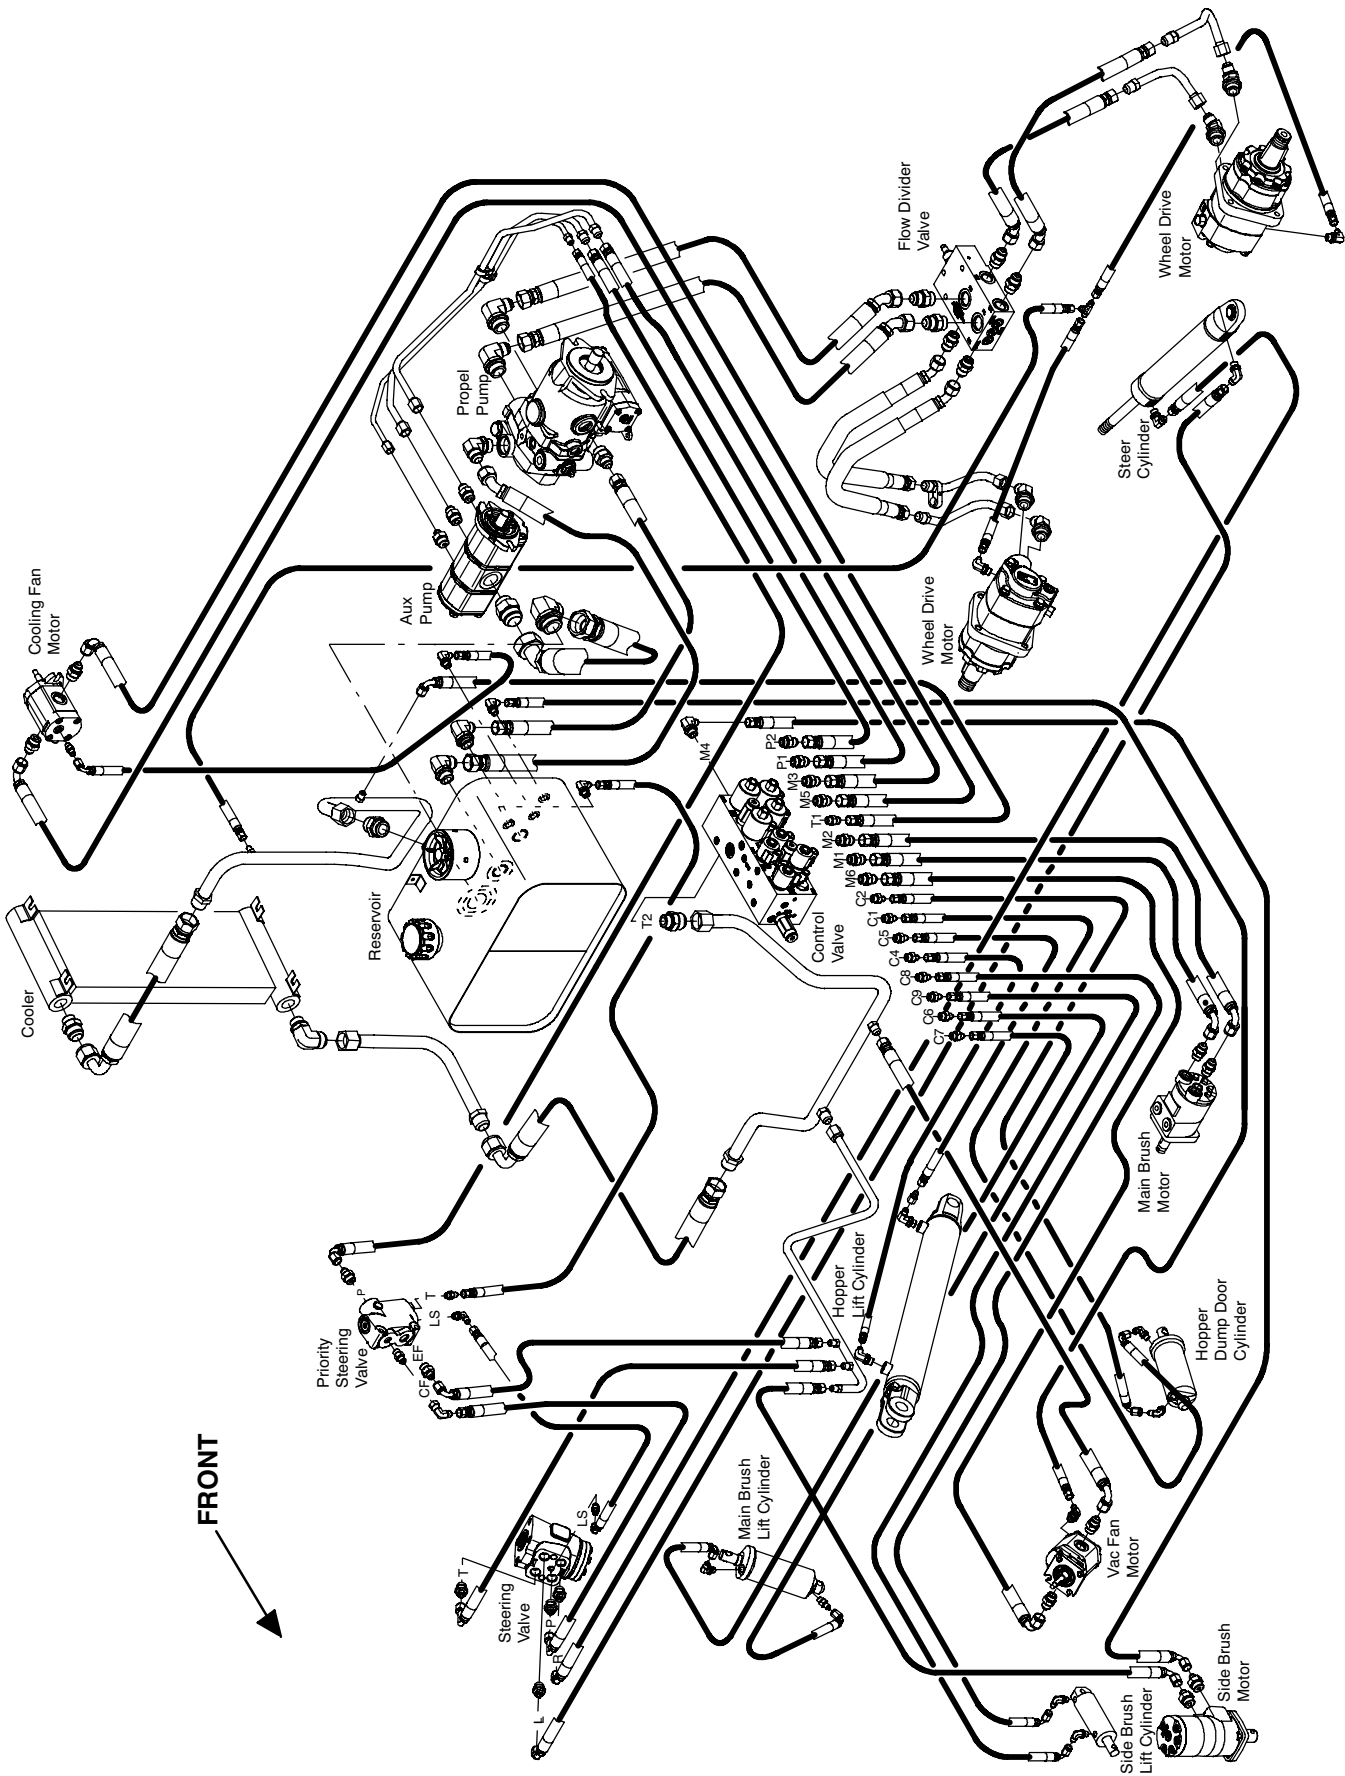 FRONT
Cooler
Cooling Fan
Motor
Reservoir
Aux
Pump
Propel
Pump
Flow Divider
Valve
Wheel Drive
Motor
Steer
Cylinder
Wheel Drive
Motor
Control
Valve
T2
M4
P2
P1
M3
M5
T1
M2
M1
M6
C2
C1
C5
C4
C8
C9
C6
C7
Priority
Steering
Valve
P
T
LS
EF
CF
Steering
Valve
T
LS
P
R
L
Hopper
Lift Cylinder
Main Brush
Lift Cylinder
Main Brush
Motor
Hopper
Dump Door
Cylinder
Vac Fan
Motor
Side Brush
Motor
Side Brush
Lift Cylinder